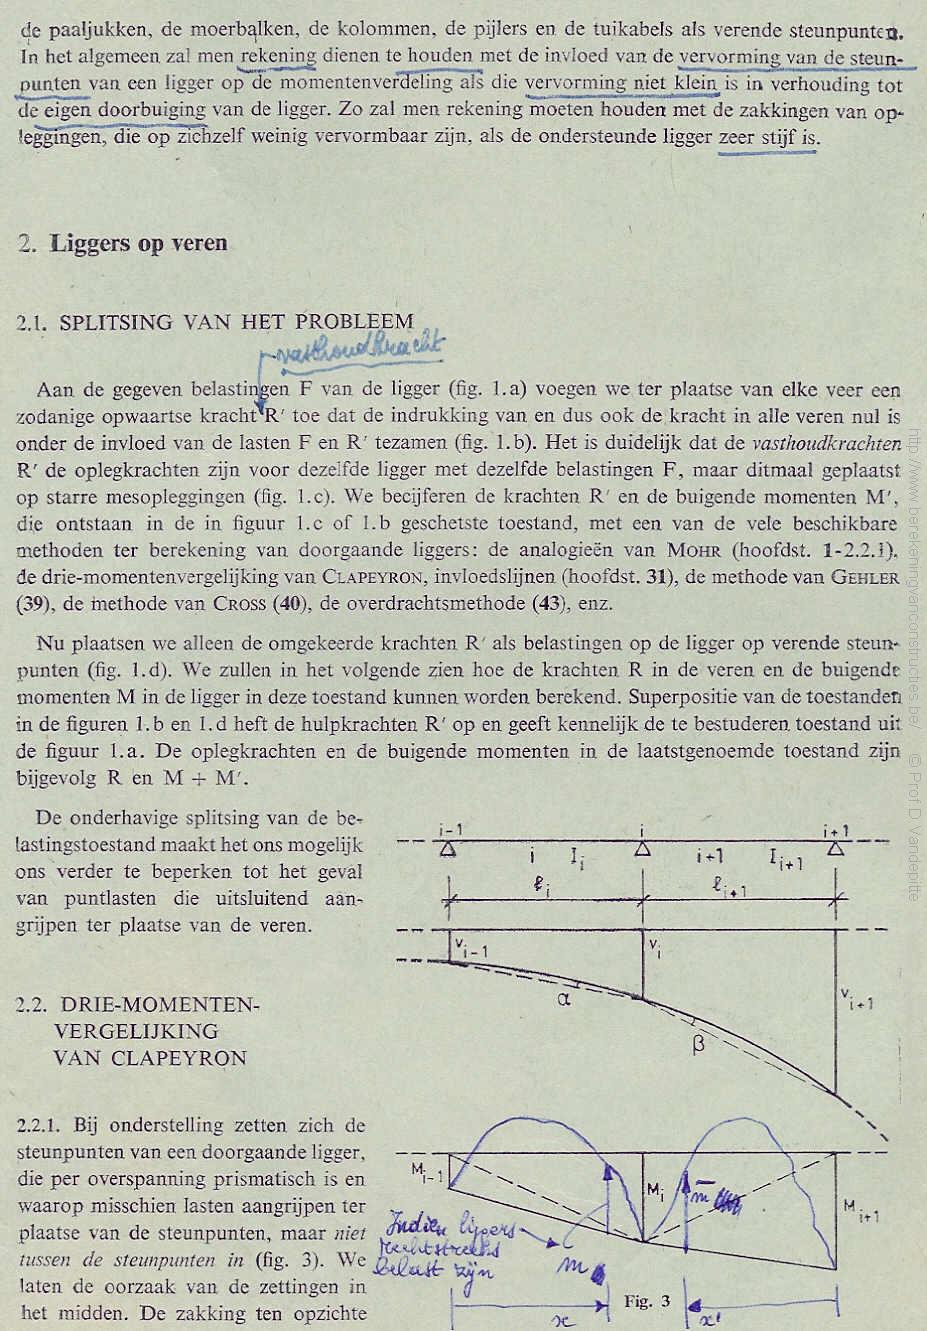 de paaljukken, de moerbalken, de kolommen, de pijlers en de tuikabels als verende steunpunten.
In het algemeen zal men rekening dienen te houden met de invloed van de vervorming van de steun-
punten van een ligger op de momentenverdeling als die vervorming niet klein is in verhouding tot
de eigen doorbuiging van de ligger. Zo zal men rekening moeten houden met de zakkingen van op-
leggingen, die op zichzelf weinig vervormbaar zijn, als de ondersteunde ligger zeer stijf is.
2. Liggers op veren
2.1. SPLITSING VAN HET PROBLEEM
vasthoudkracht
Aan de gegeven belastingen F van de ligger (fig. 1.a) voegen we ter plaatse van elke veer een
zodanige opwaartse kracht R′ toe dat de indrukking van en dus ook de kracht in alle veren nul is
onder de invloed van de lasten F en R′ tezamen (fig. 1.b). Het is duidelijk dat de vasthoudkrachten
R′ de oplegkrachten zijn voor dezelfde ligger met dezelfde belastingen F, maar ditmaal geplaatst
op starre mesopleggingen (fig. 1.c). We becijferen de krachten R′ en de buigende momenten M′,
die ontstaan in de in figuur 1.c of 1.b geschetste toestand, met een van de vele beschikbare
methoden ter berekening van doorgaande liggers: de analogieën van MOHR (hoofdst. 1-2.2.1),
de drie-momentenvergelijking van CLAPEYRON, invloedslijnen (hoofdst. 31), de methode van GEHLER
(39), de methode van CROSS (40), de overdrachtsmethode (43), enz.
Nu plaatsen we alleen de omgekeerde krachten R′ als belastingen op de ligger op verende steun-
punten (fig. 1.d). We zullen in het volgende zien hoe de krachten R in de veren en de buigende
momenten M in de ligger in deze toestand kunnen worden berekend. Superpositie van de toestanden
in de figuren 1.b en 1.d heft de hulpkrachten R′ op en geeft kennelijk de te bestuderen toestand uit
de figuur 1.a. De oplegkrachten en de buigende momenten in de laatstgenoemde toestand zijn
bijgevolg R en M + M′.
De onderhavige splitsing van de be-
lastingstoestand maakt het ons mogelijk
ons verder te beperken tot het geval
van puntlasten die uitsluitend aan-
grijpen ter plaatse van de veren.
2.2. DRIE-MOMENTEN-
VERGELIJKING
VAN CLAPEYRON
2.2.1. Bij onderstelling zetten zich de
steunpunten van een doorgaande ligger,
die per overspanning prismatisch is en
waarop misschien lasten aangrijpen ter
plaatse van de steunpunten, maar niet
tussen de steunpunten in (fig. 3). We
laten de oorzaak van de zettingen in
het midden. De zakking ten opzichte
i-1 i i+1
i I_i i+1 I_i+1
ℓ_i ℓ_i+1
v_i-1 v_i v_i+1
α
β
M_i-1 M_i m M_i+1
Indien liggers
rechtstreeks
belast zijn
m
Fig. 3
x x'
http://www.berekeningvanconstructies.be/ © Prof D. Vandepitte